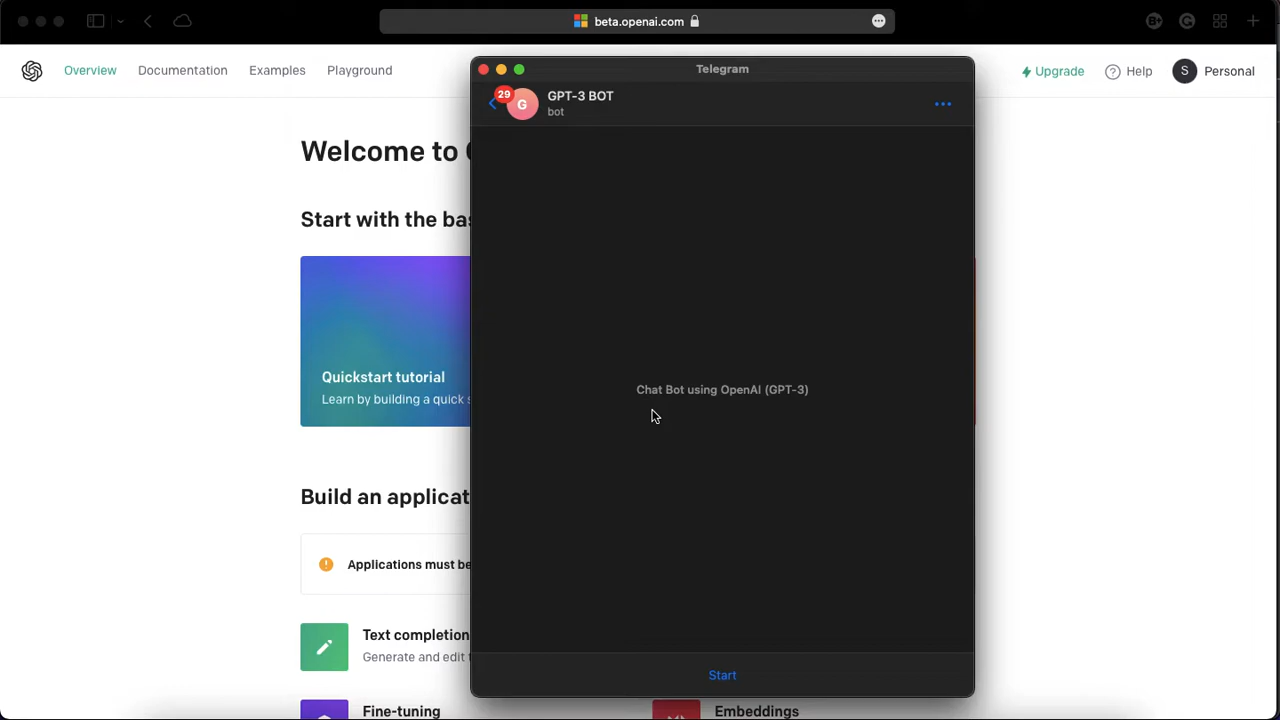 beta.openai.com
Overview
Documentation
Examples
Playground
Upgrade
Help
S
Personal
Welcome to
Start with the bas
Quickstart tutorial
Learn by building a quick s
Build an applicat
Applications must be
Text completion
Generate and edit t
Fine-tuning
Embeddings
Telegram
29
G
GPT-3 BOT
bot
Chat Bot using OpenAI (GPT-3)
Start